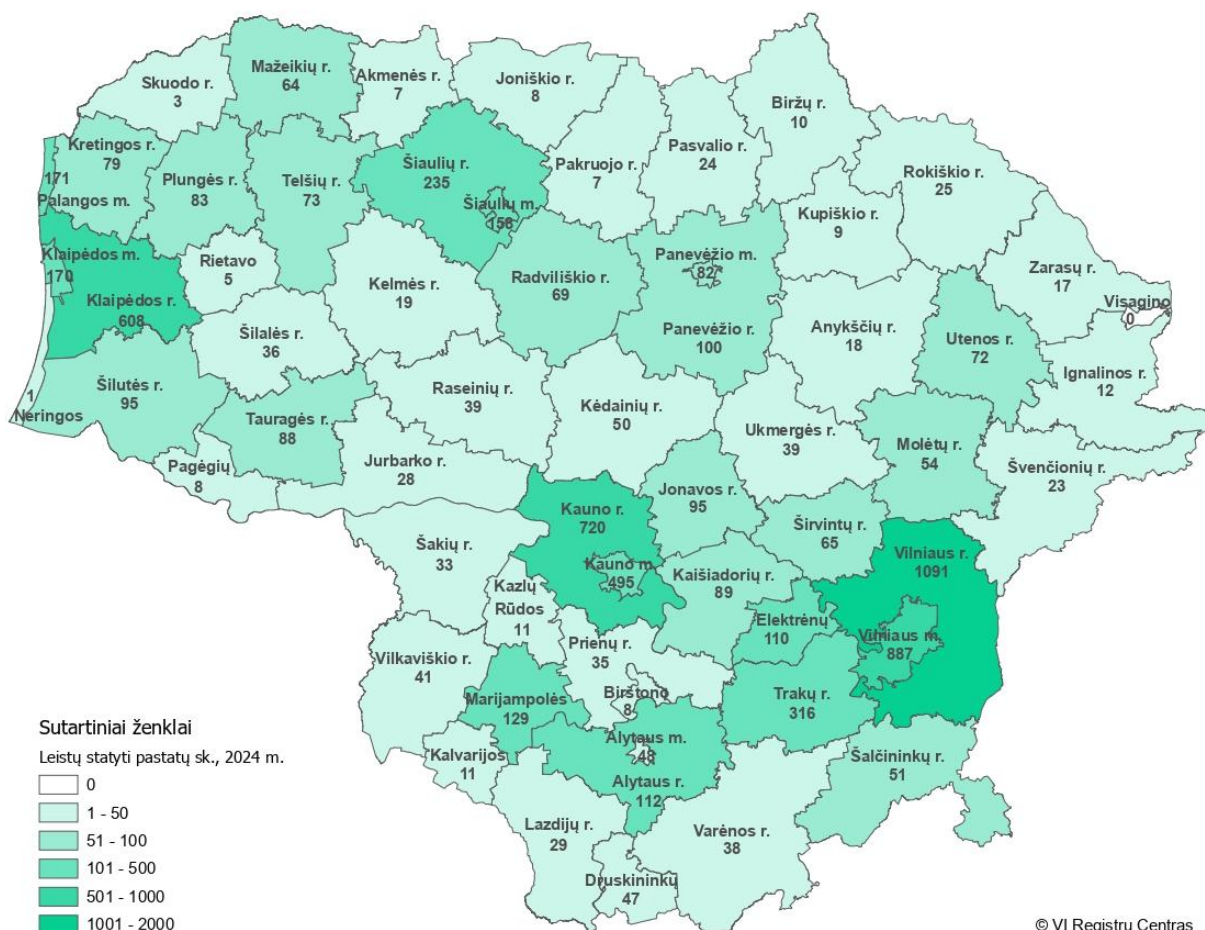 Skuodo r.
3
Mažeikių r.
64
Akmenės r.
7
Joniškio r.
8
Biržų r.
10
Kretingos r.
79
Plungės r.
83
Telšių r.
73
Šiaulių r.
235
Šiaulių m.
158
Pakruojo r.
7
Pasvalio r.
24
Rokiškio r.
25
171
Palangos m.
Kupiškio r.
9
Klaipėdos m.
170
Klaipėdos r.
608
Rietavo
5
Kelmės r.
19
Radviliškio r.
69
Panevėžio m.
82
Panevėžio r.
100
Anykščių r.
18
Zarasų r.
17
Visagino
0
Utenos r.
72
Ignalinos r.
12
Šilalės r.
36
1
Neringos
Šilutės r.
95
Tauragės r.
88
Raseinių r.
39
Kėdainių r.
50
Ukmergės r.
39
Molėtų r.
54
Švenčionių r.
23
Pagėgių
8
Jurbarko r.
28
Jonavos r.
95
Kauno r.
720
Kauno m.
495
Širvintų r.
65
Vilniaus r.
1091
Šakių r.
33
Kazlų
Rūdos
11
Kaišiadorių r.
89
Elektrėnų
110
Vilniaus m.
887
Vilkaviškio r.
41
Prienų r.
35
Birštono
8
Marijampolės
129
Trakų r.
316
Alytaus m.
48
Alytaus r.
112
Kalvarijos
11
Šalčininkų r.
51
Lazdijų r.
29
Varėnos r.
38
Druskininkų
47
Sutartiniai ženklai
Leistų statyti pastatų sk., 2024 m.
0
1 - 50
51 - 100
101 - 500
501 - 1000
1001 - 2000
© VĮ Registrų Centras